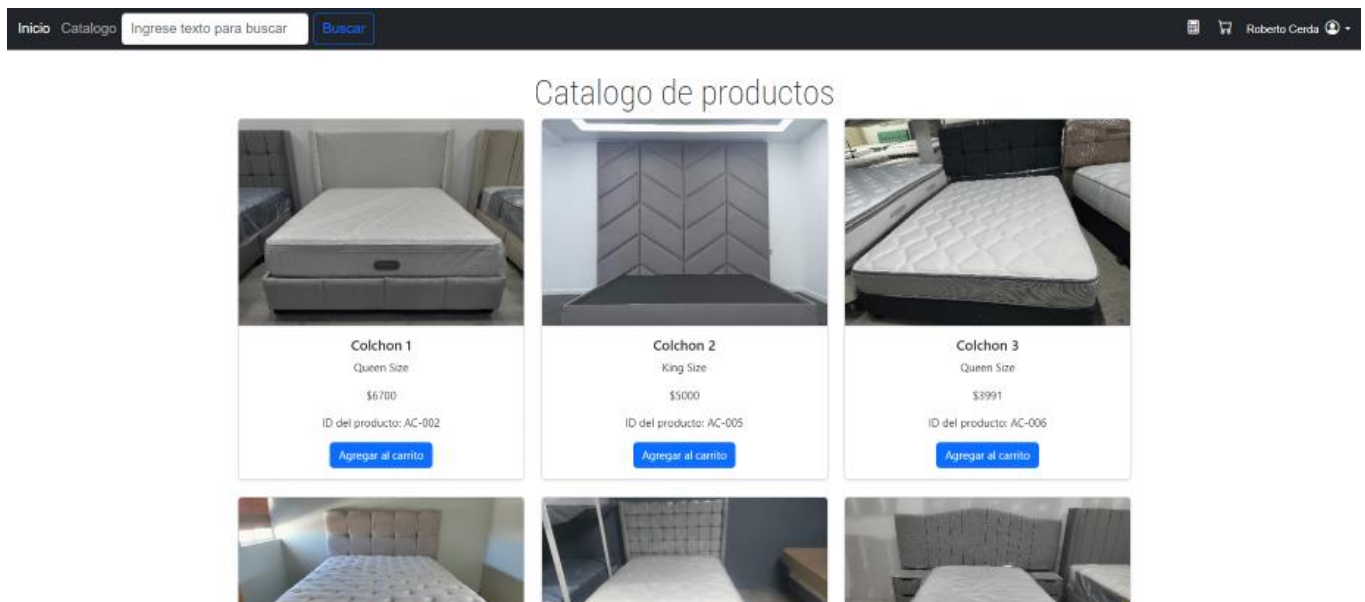 Inicio Catalogo Ingrese texto para buscar Buscar Roberto Cerda
Catalogo de productos
Colchon 1
Queen Size
$6700
ID del producto: AC-002
Agregar al carrito
Colchon 2
King Size
$5000
ID del producto: AC-005
Agregar al carrito
Colchon 3
Queen Size
$3991
ID del producto: AC-006
Agregar al carrito